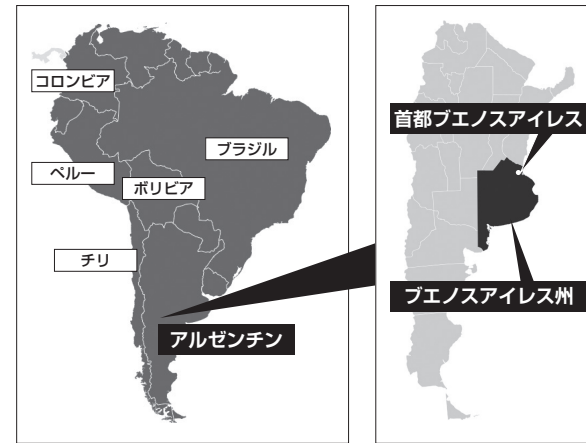 コロンビア
ブラジル
ペルー
ボリビア
チリ
アルゼンチン
首都ブエノスアイレス
ブエノスアイレス州